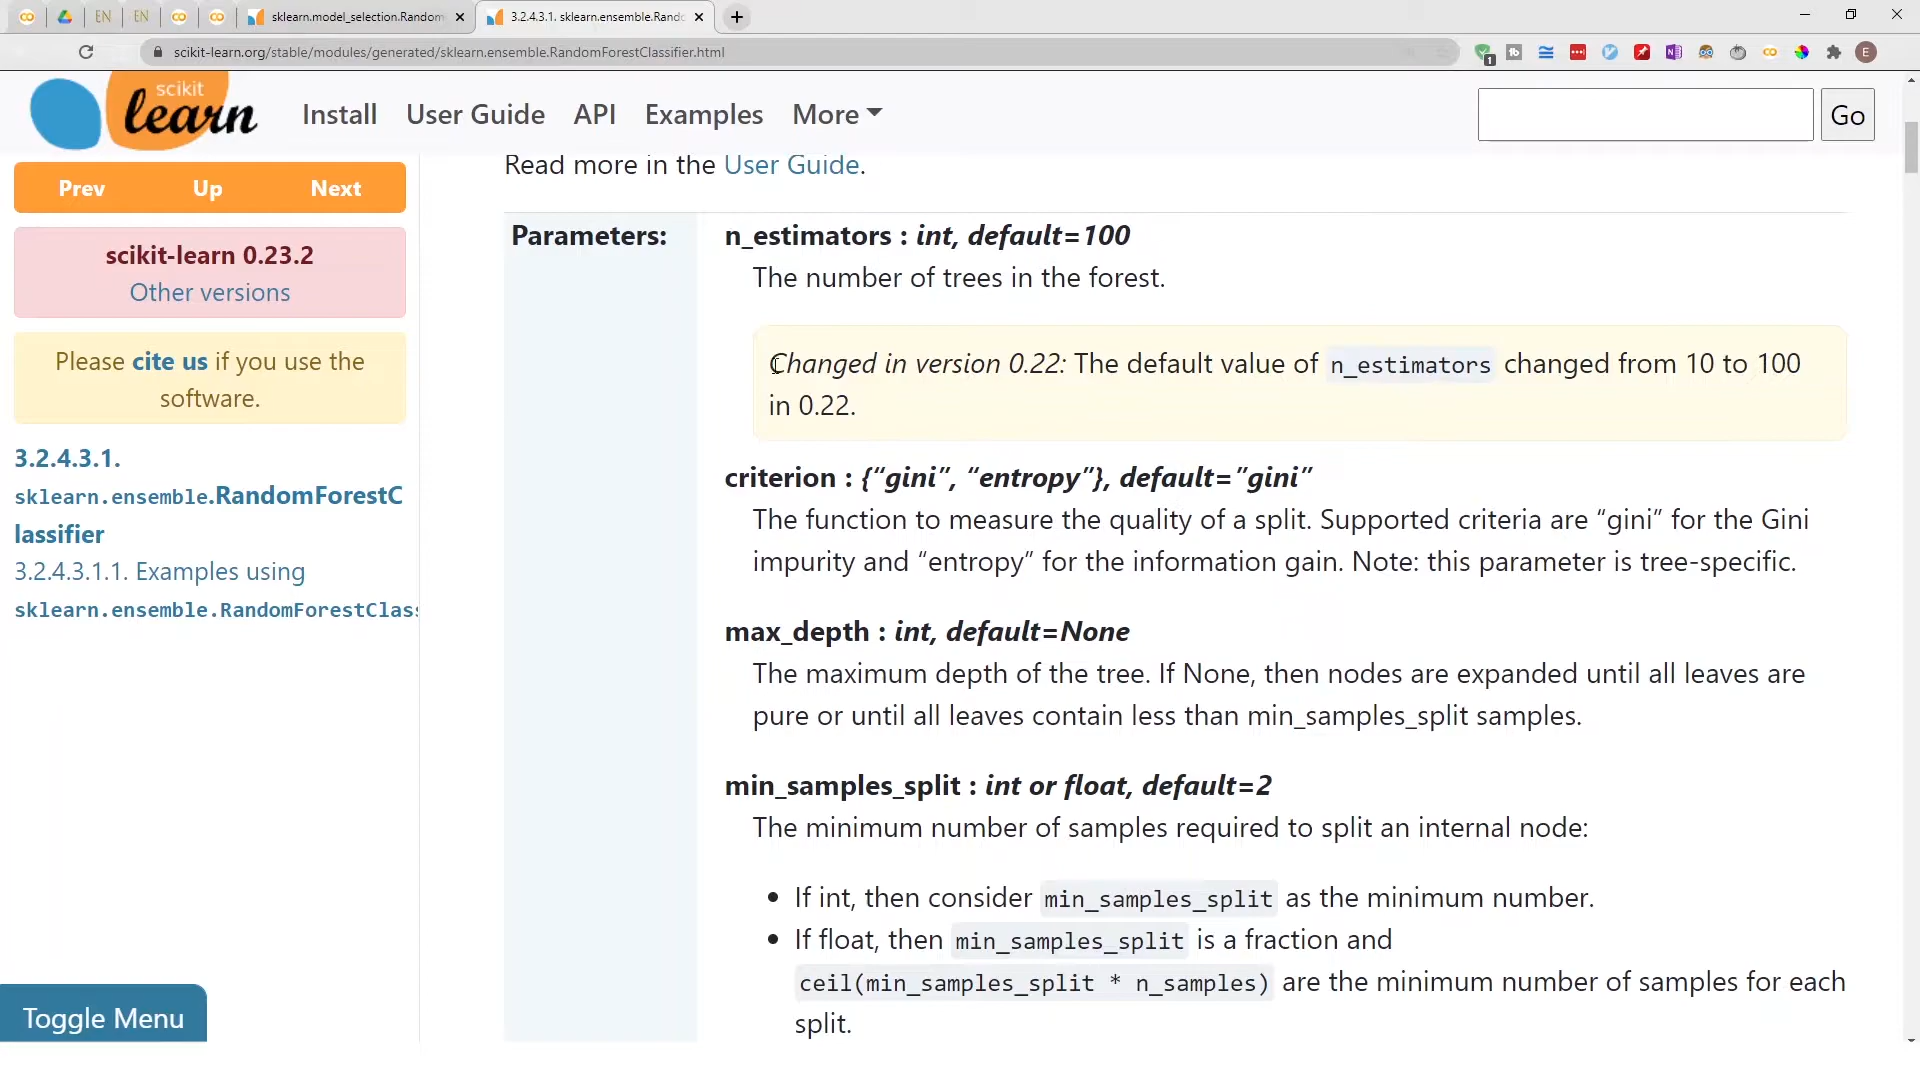 EN
EN
sklearn.model_selection.Random
3.2.4.3.1. sklearn.ensemble.Rando
scikit-learn.org/stable/modules/generated/sklearn.ensemble.RandomForestClassifier.html
1
E
scikit
learn
Install
User Guide
API
Examples
More
Go
Prev
Up
Next
scikit-learn 0.23.2
Other versions
Please cite us if you use the
software.
3.2.4.3.1.
sklearn.ensemble.RandomForestC
lassifier
3.2.4.3.1.1. Examples using
sklearn.ensemble.RandomForestClass
Toggle Menu
Read more in the User Guide.
Parameters:
n_estimators : int, default=100
The number of trees in the forest.
Changed in version 0.22: The default value of n_estimators changed from 10 to 100
in 0.22.
criterion : {“gini”, “entropy”}, default=”gini”
The function to measure the quality of a split. Supported criteria are “gini” for the Gini
impurity and “entropy” for the information gain. Note: this parameter is tree-specific.
max_depth : int, default=None
The maximum depth of the tree. If None, then nodes are expanded until all leaves are
pure or until all leaves contain less than min_samples_split samples.
min_samples_split : int or float, default=2
The minimum number of samples required to split an internal node:
• If int, then consider min_samples_split as the minimum number.
• If float, then min_samples_split is a fraction and
ceil(min_samples_split * n_samples) are the minimum number of samples for each
split.